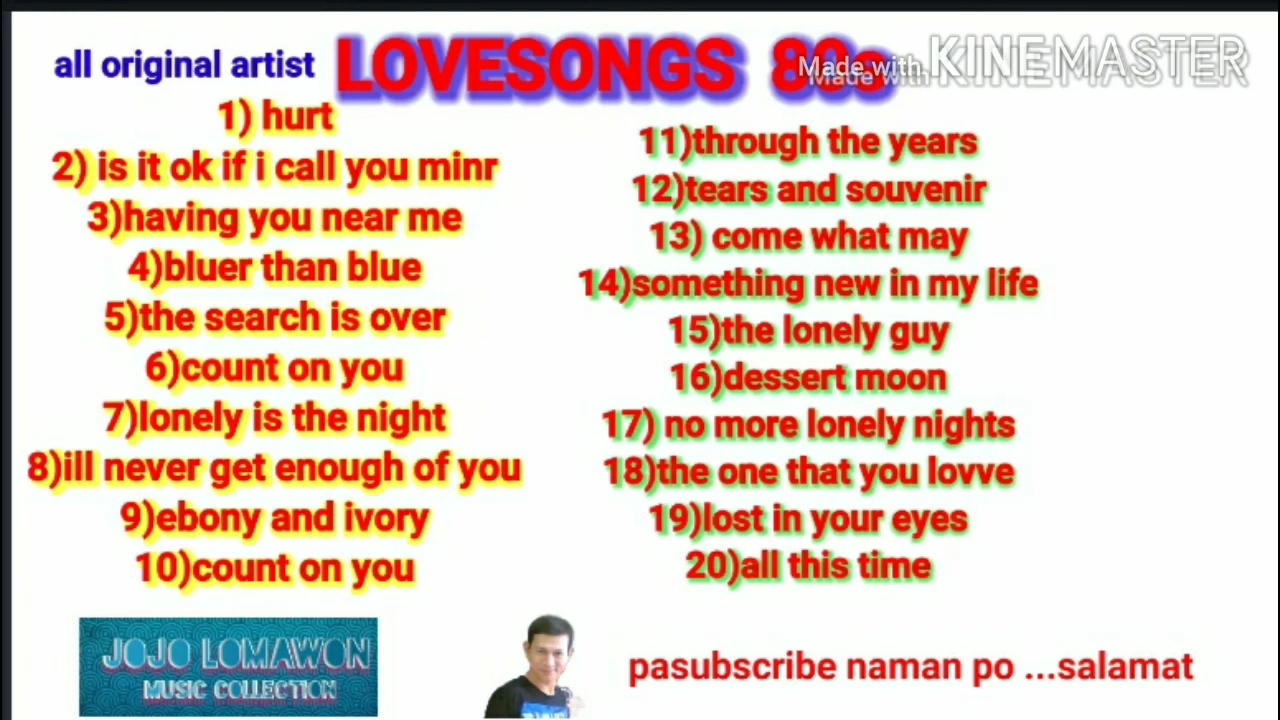 all original artist
LOVESONGS 80s
Made with KINEMASTER
1) hurt
2) is it ok if i call you minr
3)having you near me
4)bluer than blue
5)the search is over
6)count on you
7)lonely is the night
8)ill never get enough of you
9)ebony and ivory
10)count on you
11)through the years
12)tears and souvenir
13) come what may
14)something new in my life
15)the lonely guy
16)dessert moon
17) no more lonely nights
18)the one that you lovve
19)lost in your eyes
20)all this time
JOJO LOMAWON
MUSIC COLLECTION
pasubscribe naman po ...salamat